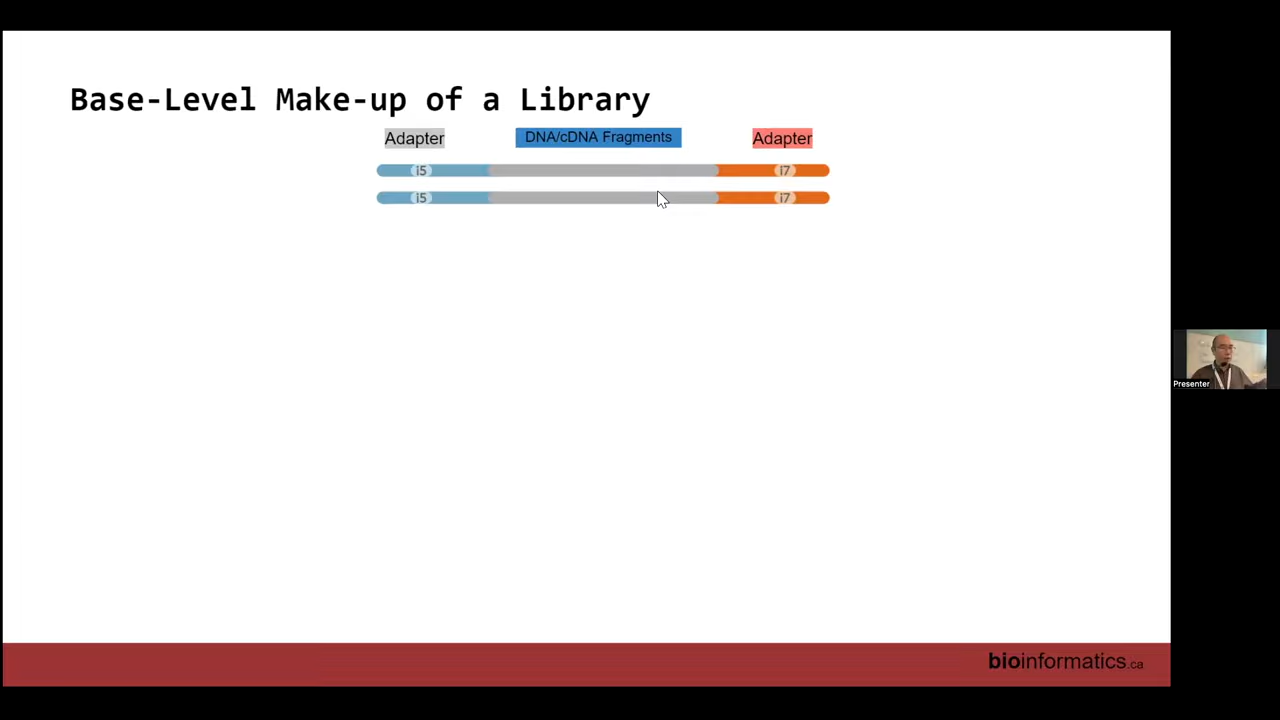 Base-Level Make-up of a Library
Adapter DNA/cDNA Fragments Adapter
i5 i7
i5 i7
Presenter
bioinformatics.ca